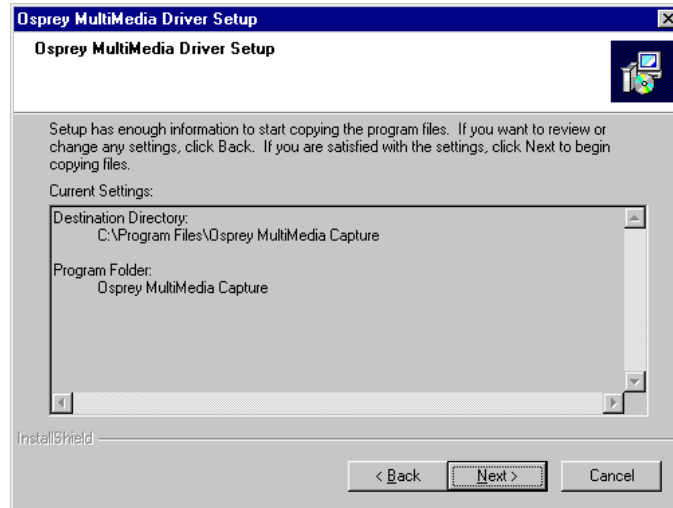 Osprey MultiMedia Driver Setup
Osprey MultiMedia Driver Setup
Setup has enough information to start copying the program files. If you want to review or
change any settings, click Back. If you are satisfied with the settings, click Next to begin
copying files.
Current Settings:
Destination Directory:
C:\Program Files\Osprey MultiMedia Capture
Program Folder:
Osprey MultiMedia Capture
InstallShield
< Back
Next >
Cancel